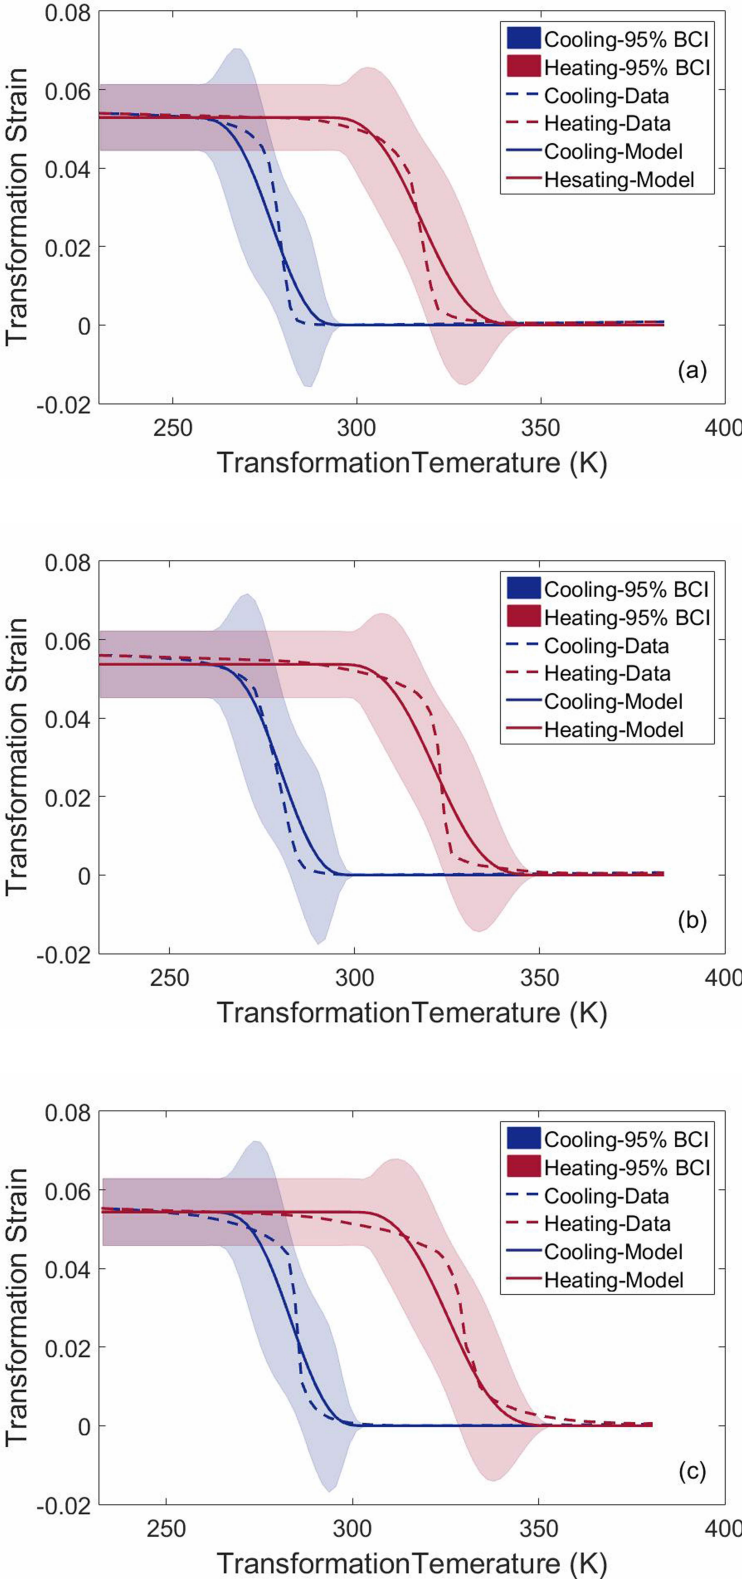 0.08
0.06
0.04
0.02
0
-0.02
Transformation Strain
Cooling-95% BCI
Heating-95% BCI
Cooling-Data
Heating-Data
Cooling-Model
Hesating-Model
(a)
250 300 350 400
TransformationTemerature (K)
0.08
0.06
0.04
0.02
0
-0.02
Transformation Strain
Cooling-95% BCI
Heating-95% BCI
Cooling-Data
Heating-Data
Cooling-Model
Heating-Model
(b)
250 300 350 400
TransformationTemerature (K)
0.08
0.06
0.04
0.02
0
-0.02
Transformation Strain
Cooling-95% BCI
Heating-95% BCI
Cooling-Data
Heating-Data
Cooling-Model
Heating-Model
(c)
250 300 350 400
TransformationTemerature (K)